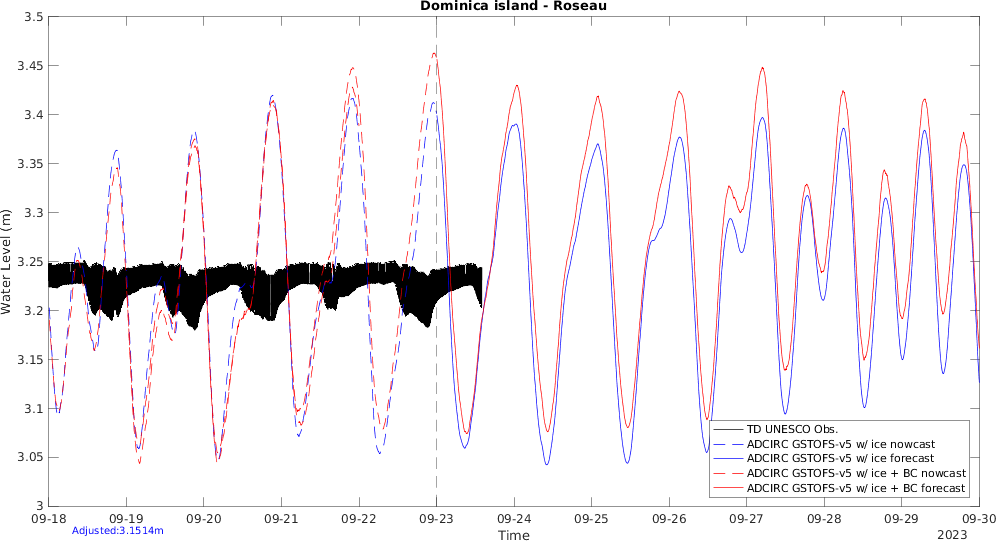 Dominica island - Roseau
3.5
3.45
3.4
3.35
3.3
3.25
3.2
3.15
3.1
3.05
3
Water Level (m)
TD UNESCO Obs.
ADCIRC GSTOFS-v5 w/ ice nowcast
ADCIRC GSTOFS-v5 w/ ice forecast
ADCIRC GSTOFS-v5 w/ ice + BC nowcast
ADCIRC GSTOFS-v5 w/ ice + BC forecast
09-18 09-19 09-20 09-21 09-22 09-23 09-24 09-25 09-26 09-27 09-28 09-29 09-30
Adjusted:3.1514m
Time
2023